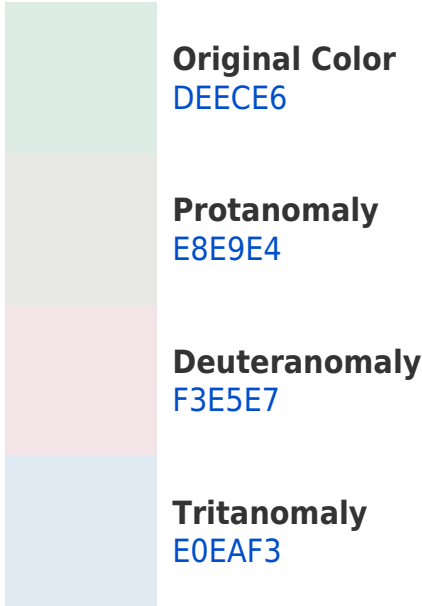 Original Color
DEECE6
Protanomaly
E8E9E4
Deuteranomaly
F3E5E7
Tritanomaly
E0EAF3